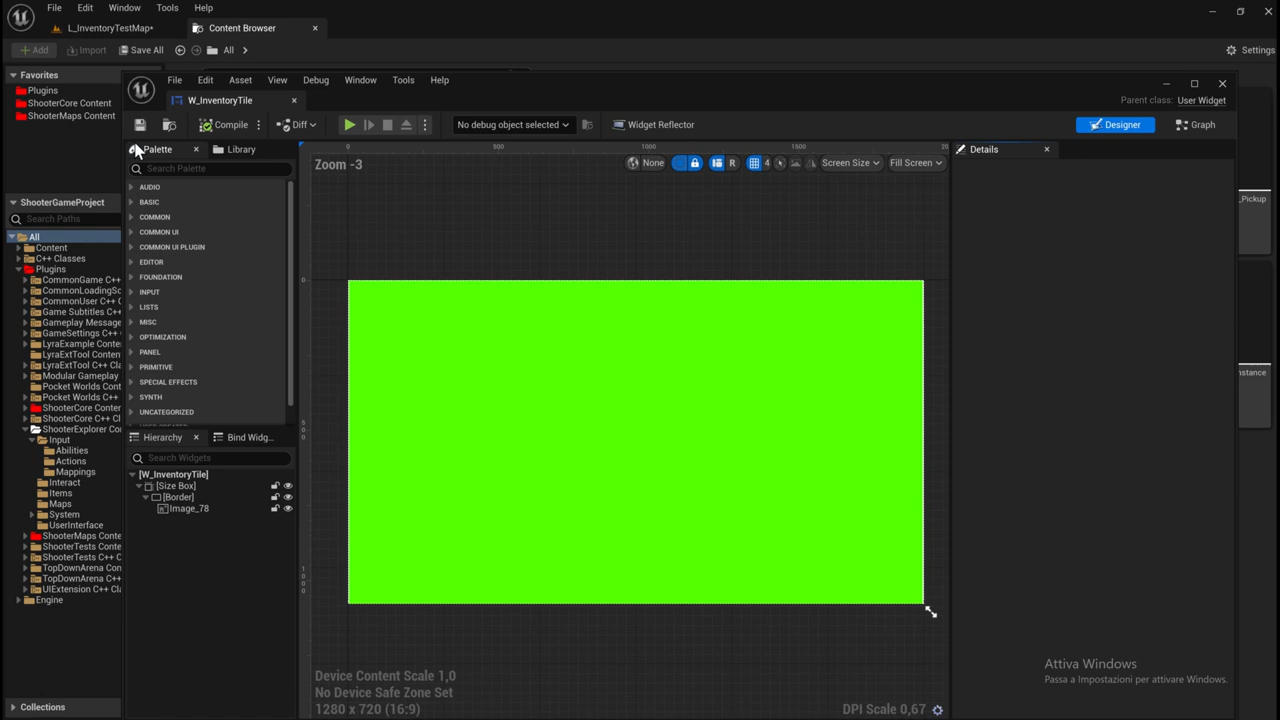 File Edit Window Tools Help
L_InventoryTestMap*
Content Browser
Add
Import
Save All
All
Settings
Favorites
Plugins
ShooterCore Content
ShooterMaps Content
ShooterGameProject
Search Paths
All
Content
C++ Classes
Plugins
CommonGame C++
CommonLoadingSc
CommonUser C++ C
Game Subtitles C++
Gameplay Message
GameSettings C++
LyraExample Conte
LyraExtTool Conten
LyraExtTool C++ Cla
Modular Gameplay
Pocket Worlds Cont
Pocket Worlds C++
ShooterCore Conten
ShooterCore C++ Cl
ShooterExplorer Co
Input
Abilities
Actions
Mappings
Interact
Items
Maps
System
UserInterface
ShooterMaps Conte
ShooterTests Conte
ShooterTests C++ C
TopDownArena Con
TopDownArena C++
UIExtension C++ Cla
Engine
Collections
File Edit Asset View Debug Window Tools Help
W_InventoryTile
Parent class: User Widget
Compile
Diff
No debug object selected
Widget Reflector
Designer
Graph
Palette
Library
Search Palette
AUDIO
BASIC
COMMON
COMMON UI
COMMON UI PLUGIN
EDITOR
FOUNDATION
INPUT
LISTS
MISC
OPTIMIZATION
PANEL
PRIMITIVE
SPECIAL EFFECTS
SYNTH
UNCATEGORIZED
Hierarchy
Bind Widg...
Search Widgets
[W_InventoryTile]
[Size Box]
[Border]
Image_78
0 500 1000 1500 20
Zoom -3
None
R
4
Screen Size
Fill Screen
0
500
1000
Device Content Scale 1,0
No Device Safe Zone Set
1280 x 720 (16:9)
DPI Scale 0,67
Details
_Pickup
nstance
Attiva Windows
Passa a Impostazioni per attivare Windows.